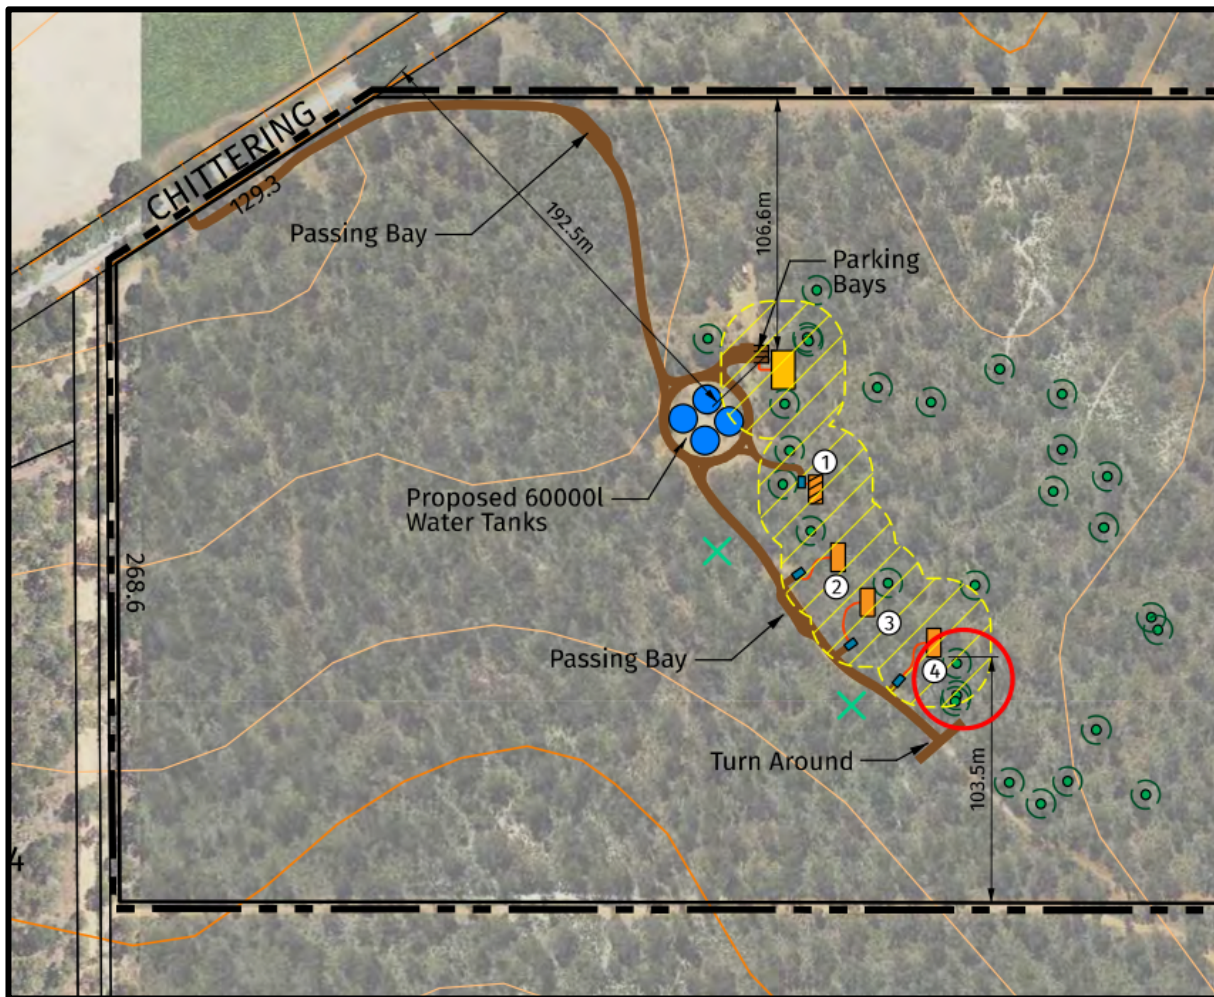 CHITTERING
129.3
Passing Bay
192.5m
106.6m
Parking
Bays
1
Proposed 60000l
Water Tanks
2
268.6
3
Passing Bay
4
Turn Around
103.5m
4